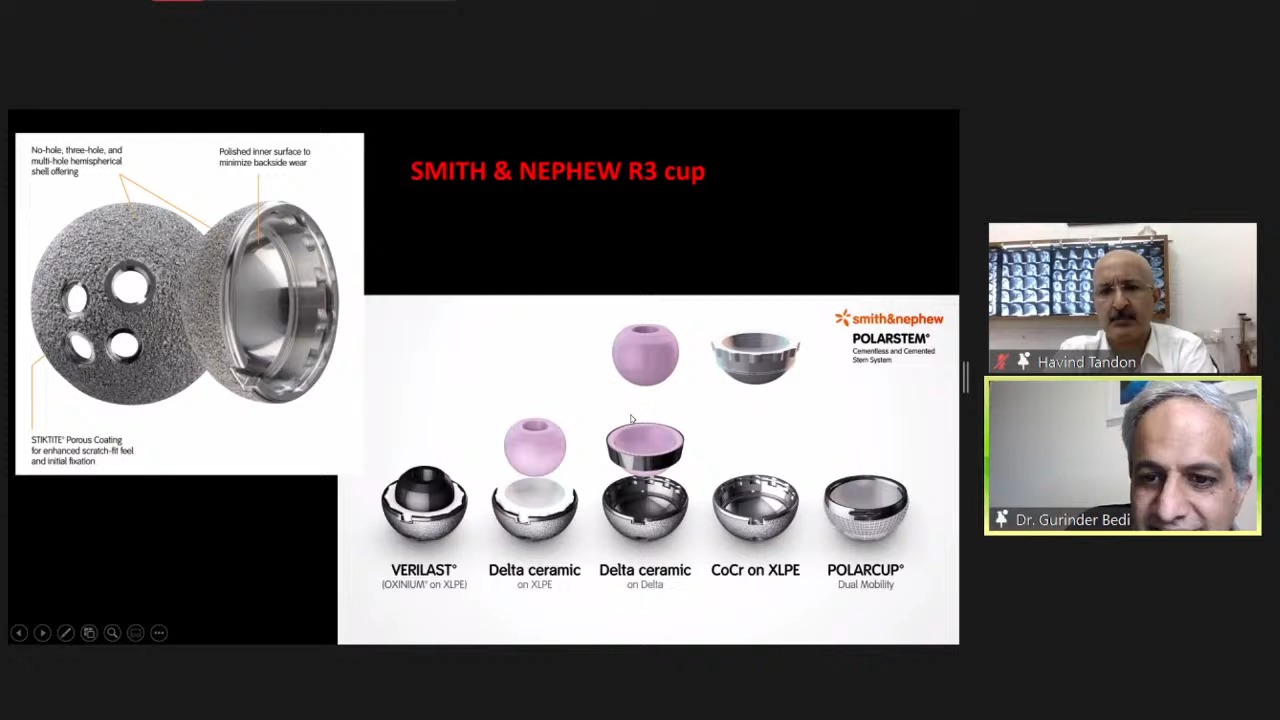 No-hole, three-hole, and
multi-hole hemispherical
shell offering
Polished inner surface to
minimize backside wear
SMITH & NEPHEW R3 cup
STIKTITE° Porous Coating
for enhanced scratch-fit feel
and initial fixation
smith&nephew
POLARSTEM°
Cementless and Cemented
Stem System
VERILAST°
(OXINIUM° on XLPE)
Delta ceramic
on XLPE
Delta ceramic
on Delta
CoCr on XLPE
POLARCUP°
Dual Mobility
Havind Tandon
Dr. Gurinder Bedi